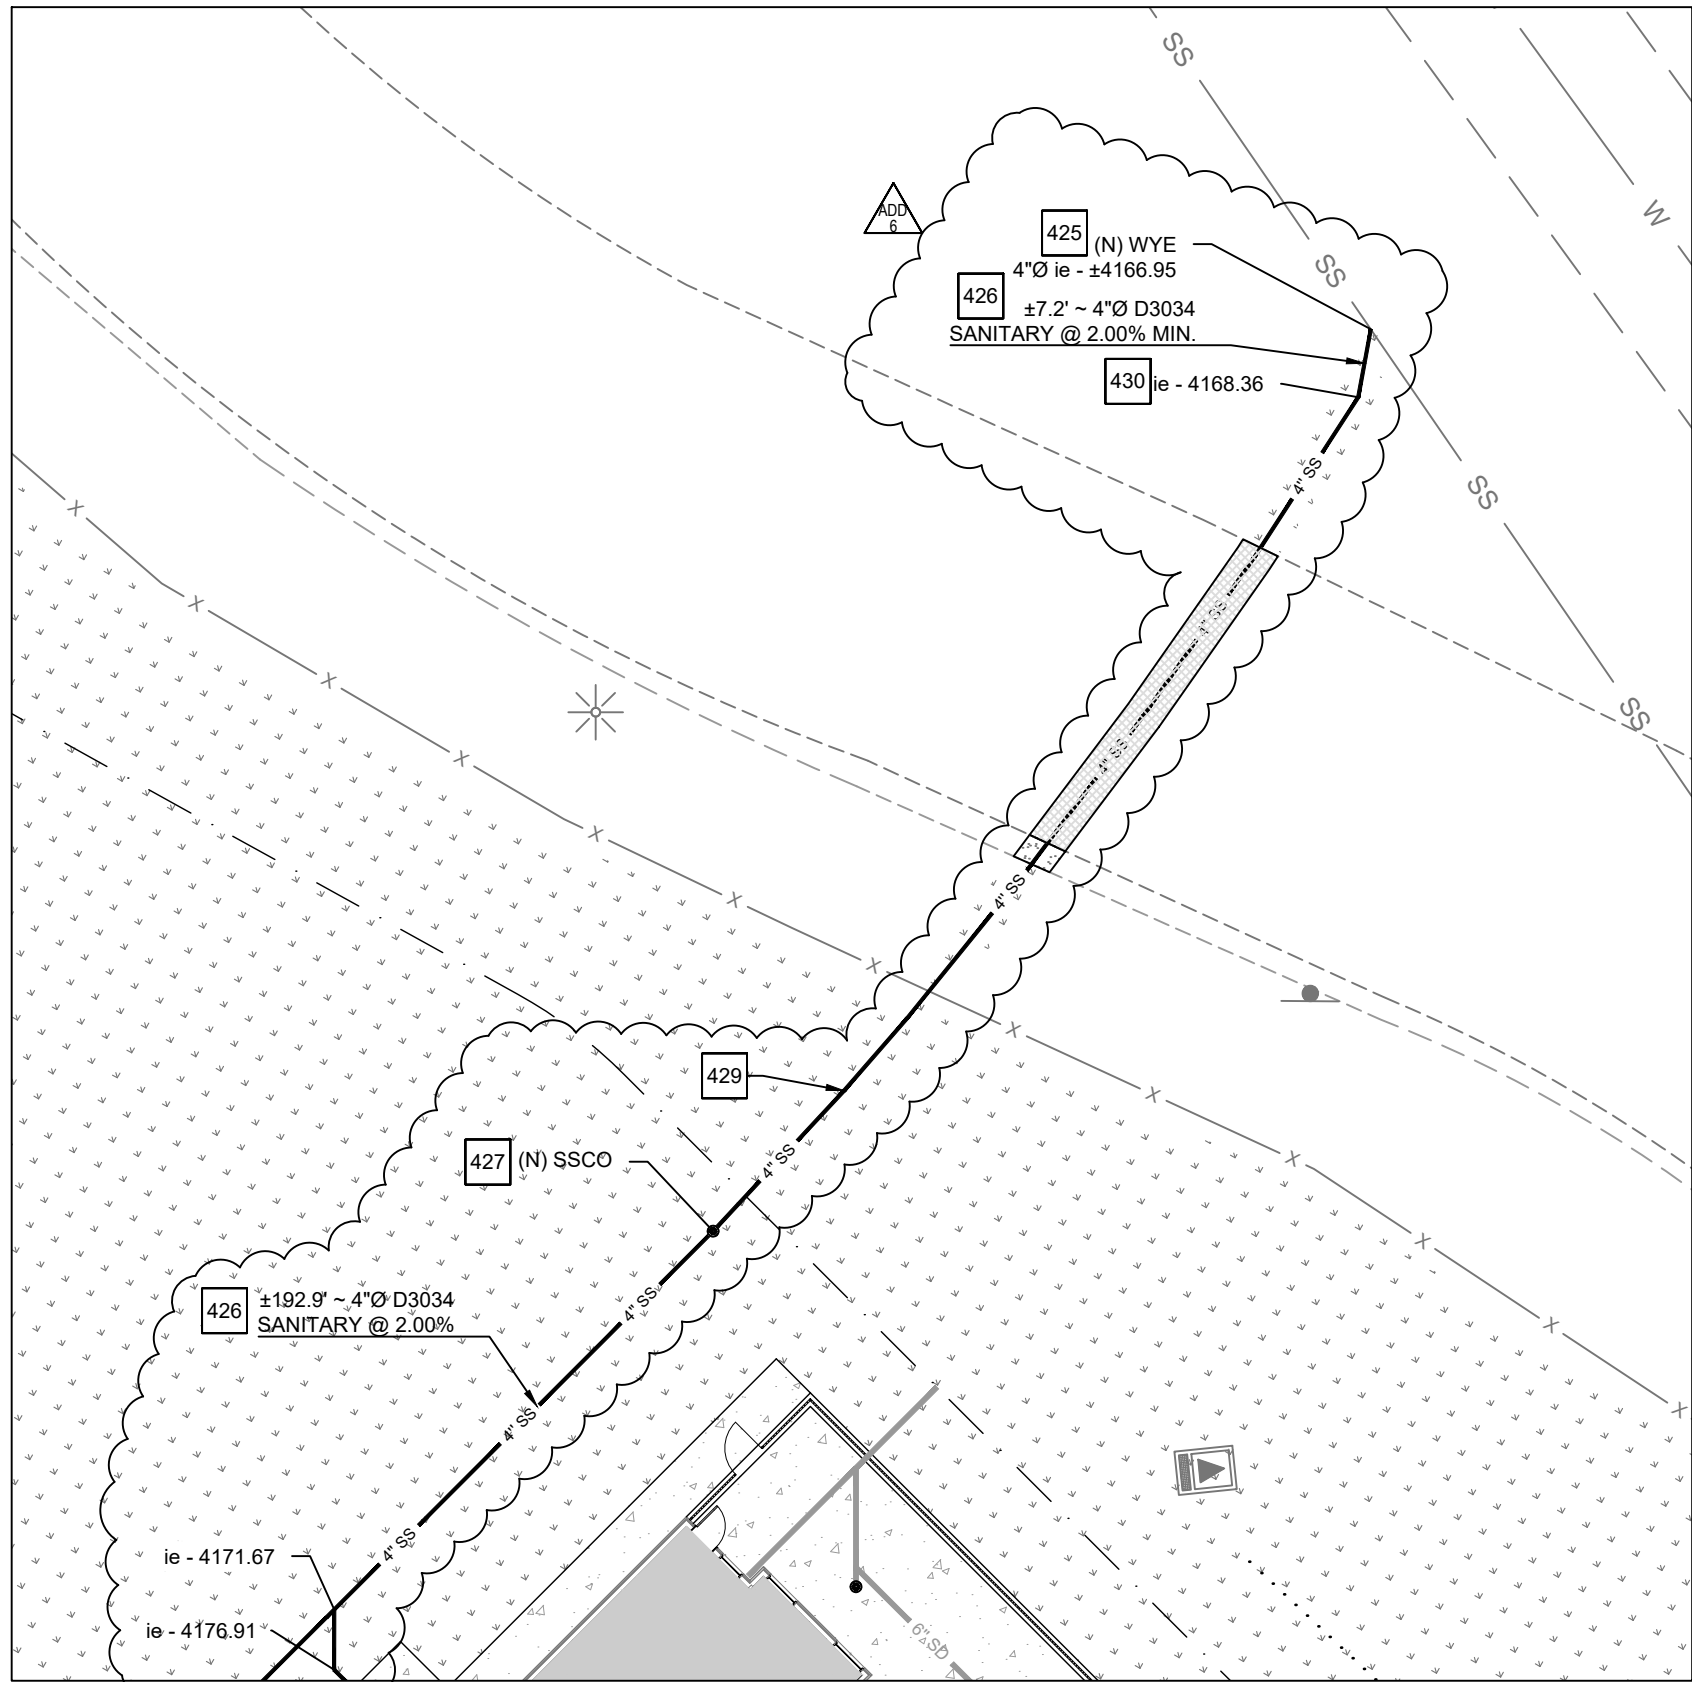 SS
W
ADD
6
425
(N) WYE
4"Ø ie - ±4166.95
SS
426
±7.2' ~ 4"Ø D3034
SANITARY @ 2.00% MIN.
430
ie - 4168.36
4" SS
SS
X
X
4" SS
X
SS
4" SS
X
X
4" SS
X
X
X
429
X
427
(N) SSCO
4" SS
X
X
426
±192.9' ~ 4"Ø D3034
SANITARY @ 2.00%
4" SS
X
X
4" SS
4" SS
ie - 4171.67
ie - 4176.91
6" SD